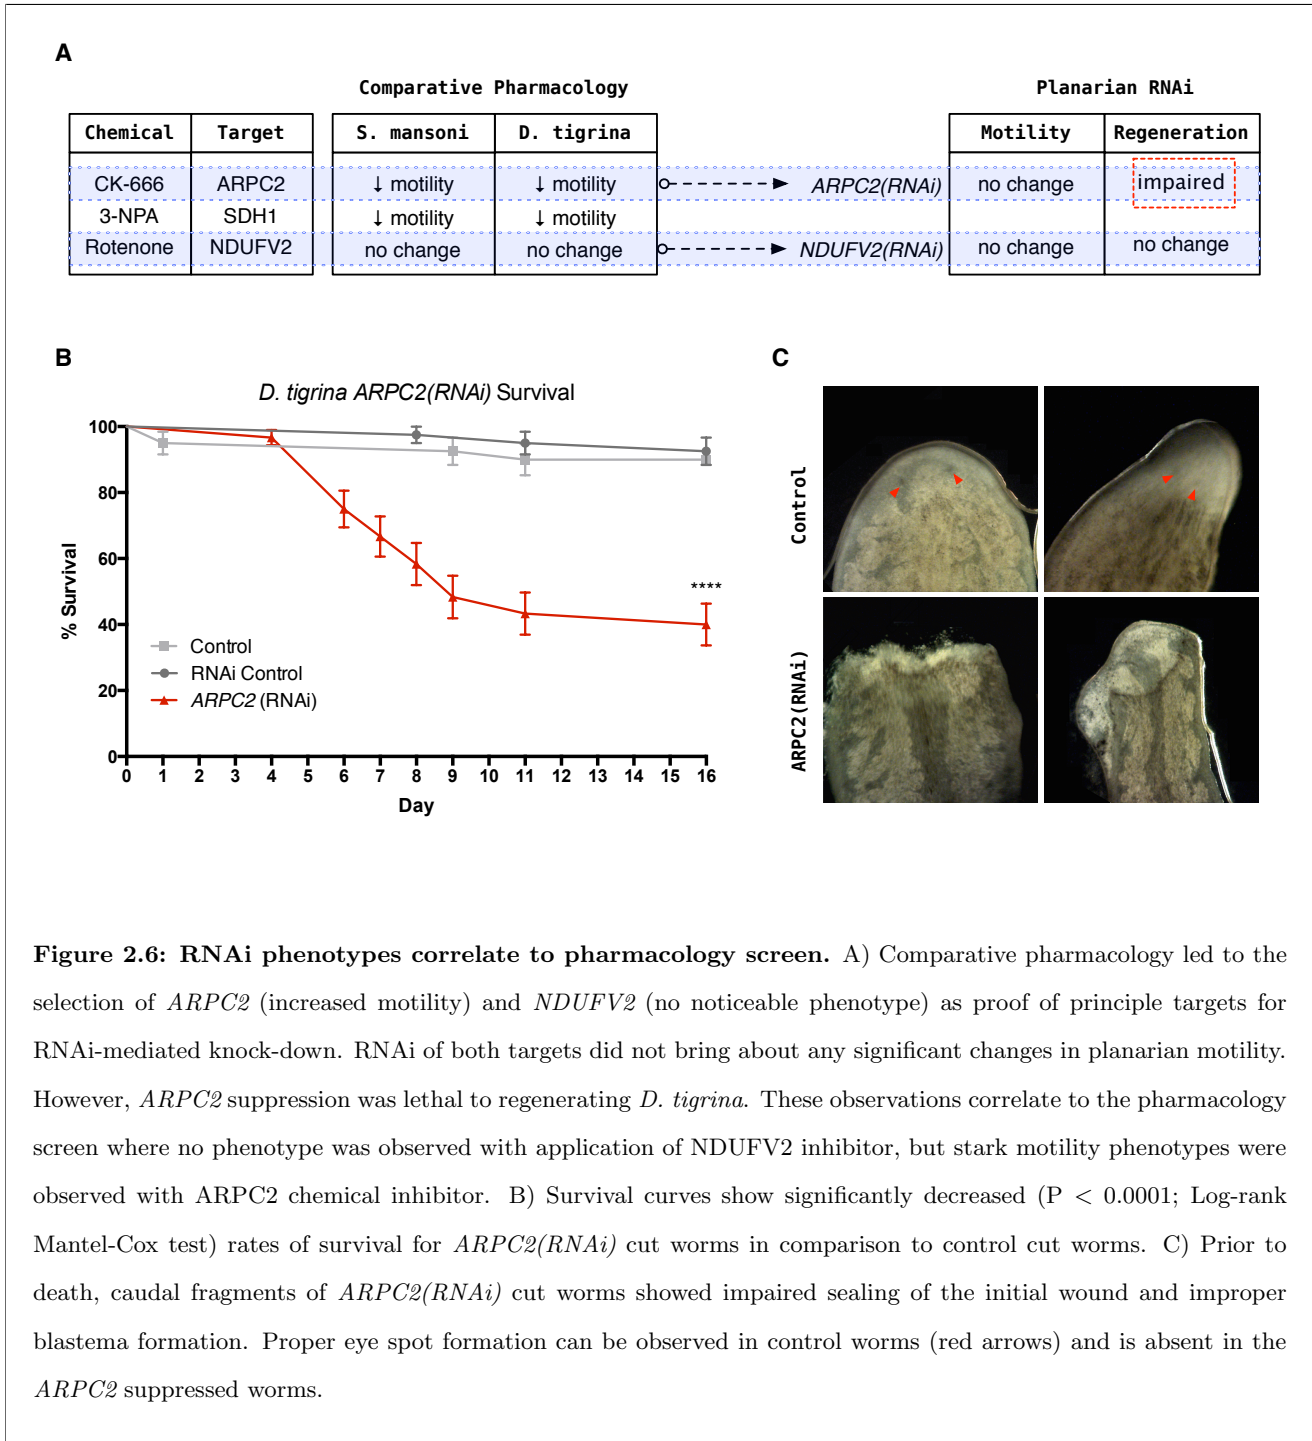 A
Comparative Pharmacology
Planarian RNAi
Chemical Target S. mansoni D. tigrina Motility Regeneration
CK-666 ARPC2 ↓ motility ↓ motility ARPC2(RNAi) no change impaired
3-NPA SDH1 ↓ motility ↓ motility
Rotenone NDUFV2 no change no change NDUFV2(RNAi) no change no change
B
D. tigrina ARPC2(RNAi) Survival
100
80
60
40
20
0
% Survival
****
Control
RNAi Control
ARPC2 (RNAi)
0 1 2 3 4 5 6 7 8 9 10 11 12 13 14 15 16
Day
C
Control
ARPC2(RNAi)
Figure 2.6: RNAi phenotypes correlate to pharmacology screen. A) Comparative pharmacology led to the
selection of ARPC2 (increased motility) and NDUFV2 (no noticeable phenotype) as proof of principle targets for
RNAi-mediated knock-down. RNAi of both targets did not bring about any significant changes in planarian motility.
However, ARPC2 suppression was lethal to regenerating D. tigrina. These observations correlate to the pharmacology
screen where no phenotype was observed with application of NDUFV2 inhibitor, but stark motility phenotypes were
observed with ARPC2 chemical inhibitor. B) Survival curves show significantly decreased (P < 0.0001; Log-rank
Mantel-Cox test) rates of survival for ARPC2(RNAi) cut worms in comparison to control cut worms. C) Prior to
death, caudal fragments of ARPC2(RNAi) cut worms showed impaired sealing of the initial wound and improper
blastema formation. Proper eye spot formation can be observed in control worms (red arrows) and is absent in the
ARPC2 suppressed worms.